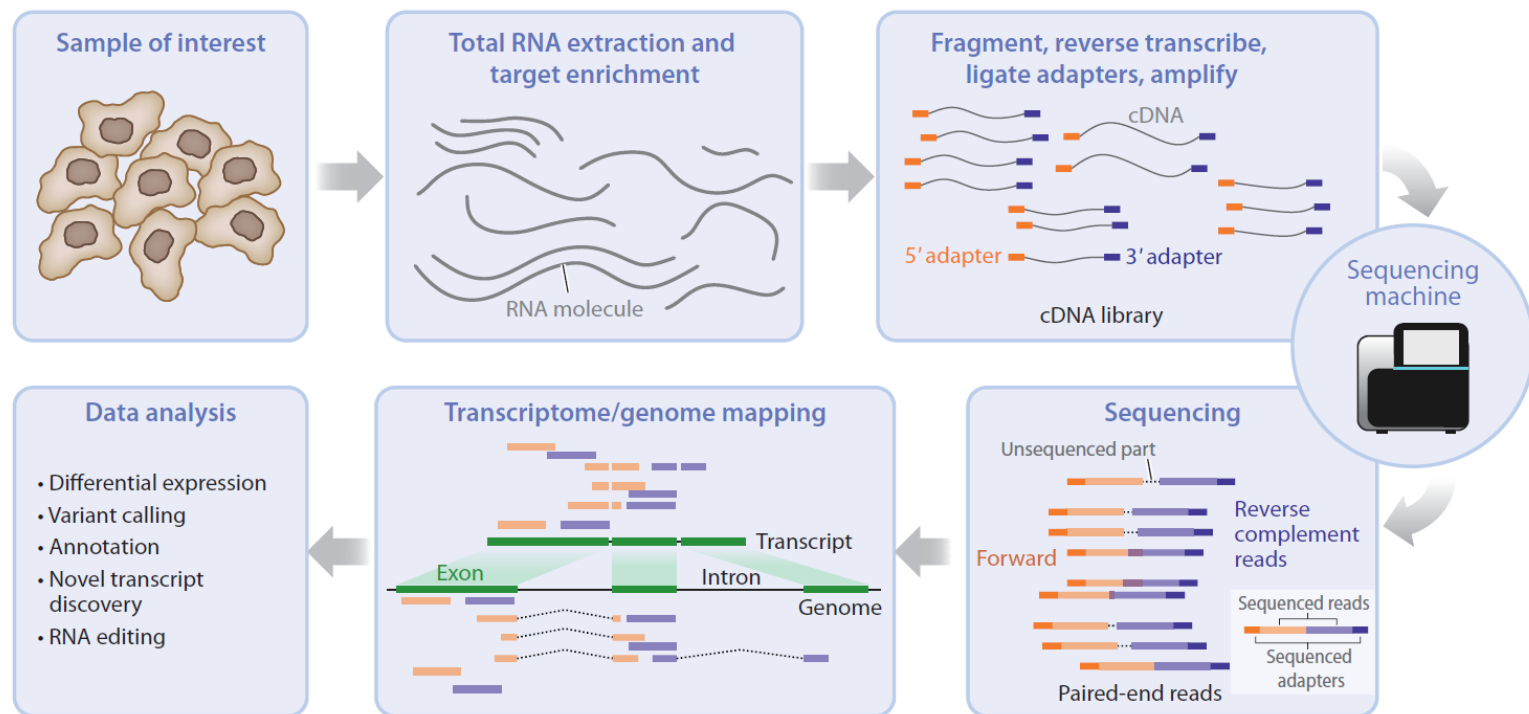 Sample of interest
Total RNA extraction and
target enrichment
RNA molecule
Fragment, reverse transcribe,
ligate adapters, amplify
cDNA
5′ adapter
3′ adapter
cDNA library
Sequencing
machine
Sequencing
Unsequenced part
Reverse
complement
reads
Forward
Sequenced reads
Sequenced
adapters
Paired-end reads
Transcriptome/genome mapping
Transcript
Exon
Intron
Genome
Data analysis
• Differential expression
• Variant calling
• Annotation
• Novel transcript
discovery
• RNA editing